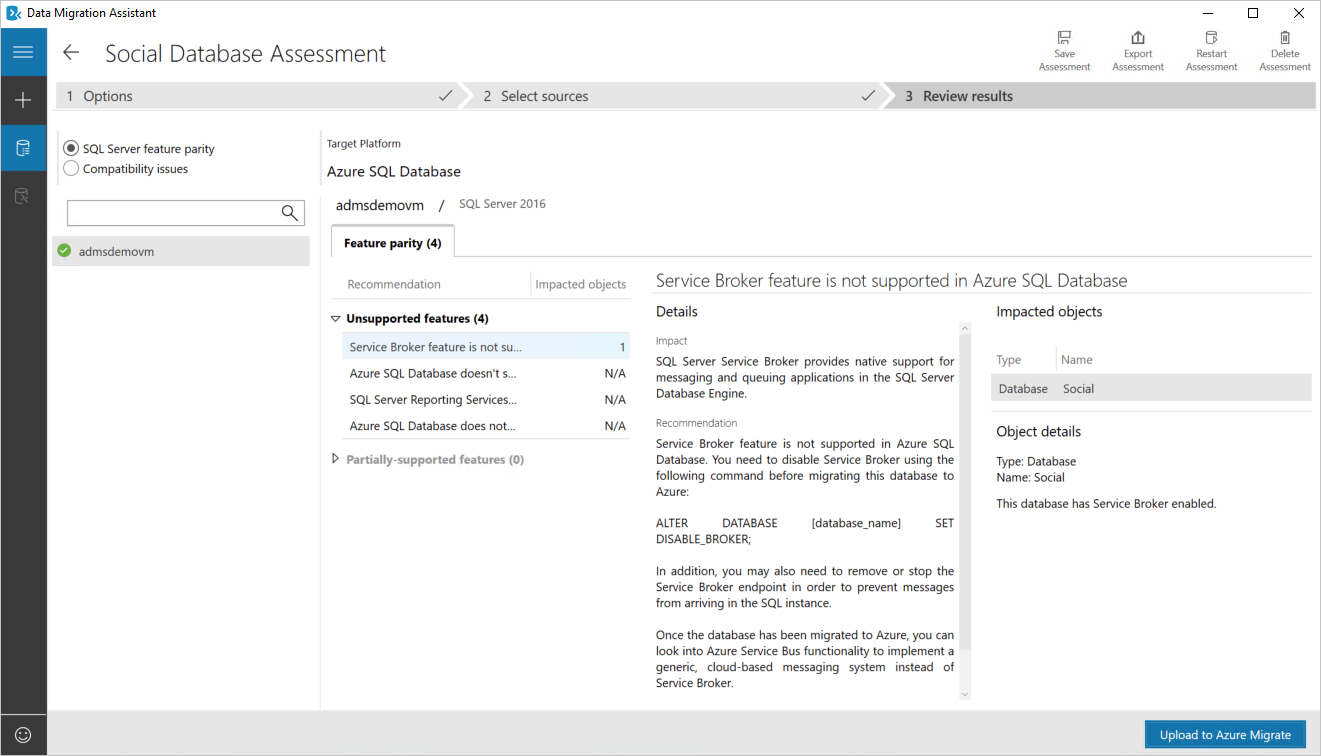 Data Migration Assistant
Social Database Assessment
Save
Assessment
Export
Assessment
Restart
Assessment
Delete
Assessment
1 Options
2 Select sources
3 Review results
SQL Server feature parity
Compatibility issues
adm​sdemovm
Target Platform
Azure SQL Database
admsdemovm / SQL Server 2016
Feature parity (4)
Recommendation Impacted objects
Unsupported features (4)
Service Broker feature is not su... 1
Azure SQL Database doesn't s... N/A
SQL Server Reporting Services... N/A
Azure SQL Database does not... N/A
Partially-supported features (0)
Service Broker feature is not supported in Azure SQL Database
Details
Impact
SQL Server Service Broker provides native support for
messaging and queuing applications in the SQL Server
Database Engine.
Recommendation
Service Broker feature is not supported in Azure SQL
Database. You need to disable Service Broker using the
following command before migrating this database to
Azure:
ALTER DATABASE [database_name] SET
DISABLE_BROKER;
In addition, you may also need to remove or stop the
Service Broker endpoint in order to prevent messages
from arriving in the SQL instance.
Once the database has been migrated to Azure, you can
look into Azure Service Bus functionality to implement a
generic, cloud-based messaging system instead of
Service Broker.
Impacted objects
Type Name
Database Social
Object details
Type: Database
Name: Social
This database has Service Broker enabled.
Upload to Azure Migrate